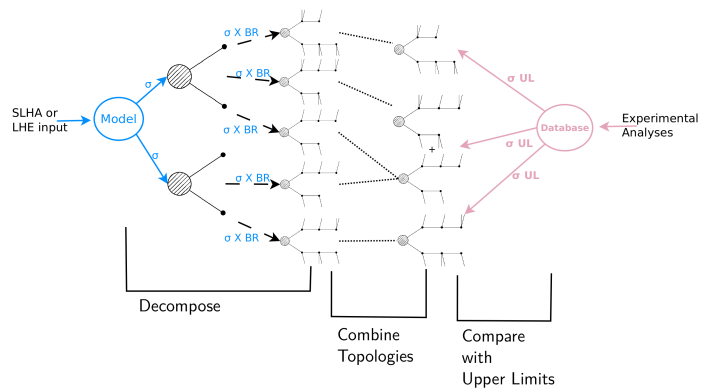 σ X BR
σ X BR
σ UL
σ
SLHA or
LHE input
Model
Experimental
Analyses
Database
σ X BR
+
σ UL
σ
σ X BR
σ UL
σ X BR
Decompose
Combine
Topologies
Compare
with
Upper Limits